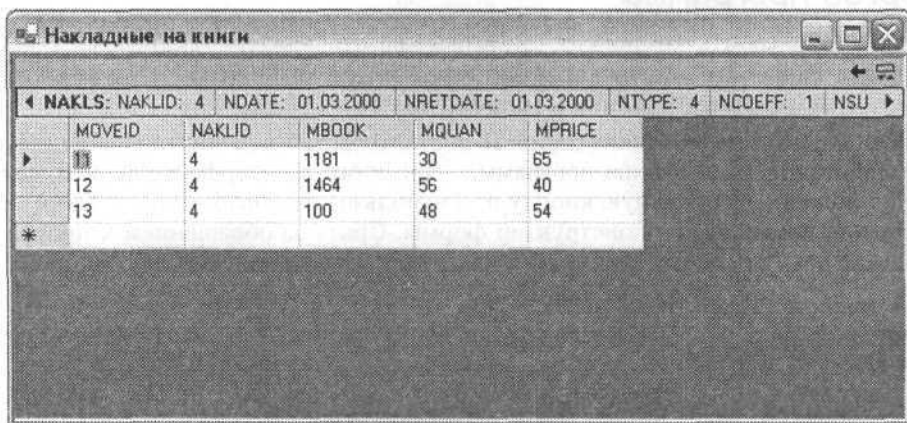 Накладные на книги
NAKLS: NAKLID: 4 NDATE: 01.03.2000 NRETDATE: 01.03.2000 NTYPE: 4 NCOEFF: 1 NSU
MOVEID NAKLID MBOOK MQUAN MPRICE
11 4 1181 30 65
12 4 1464 56 40
13 4 100 48 54